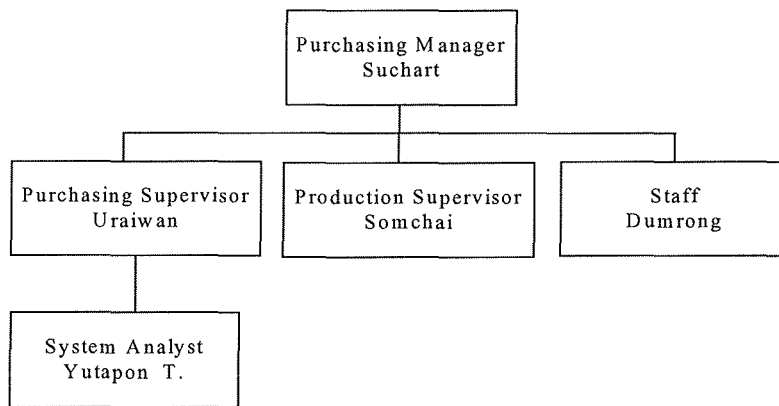 Purchasing Manager
Suchart
Purchasing Supervisor
Uraiwan
Production Supervisor
Somchai
Staff
Dumrong
System Analyst
Yutapon T.